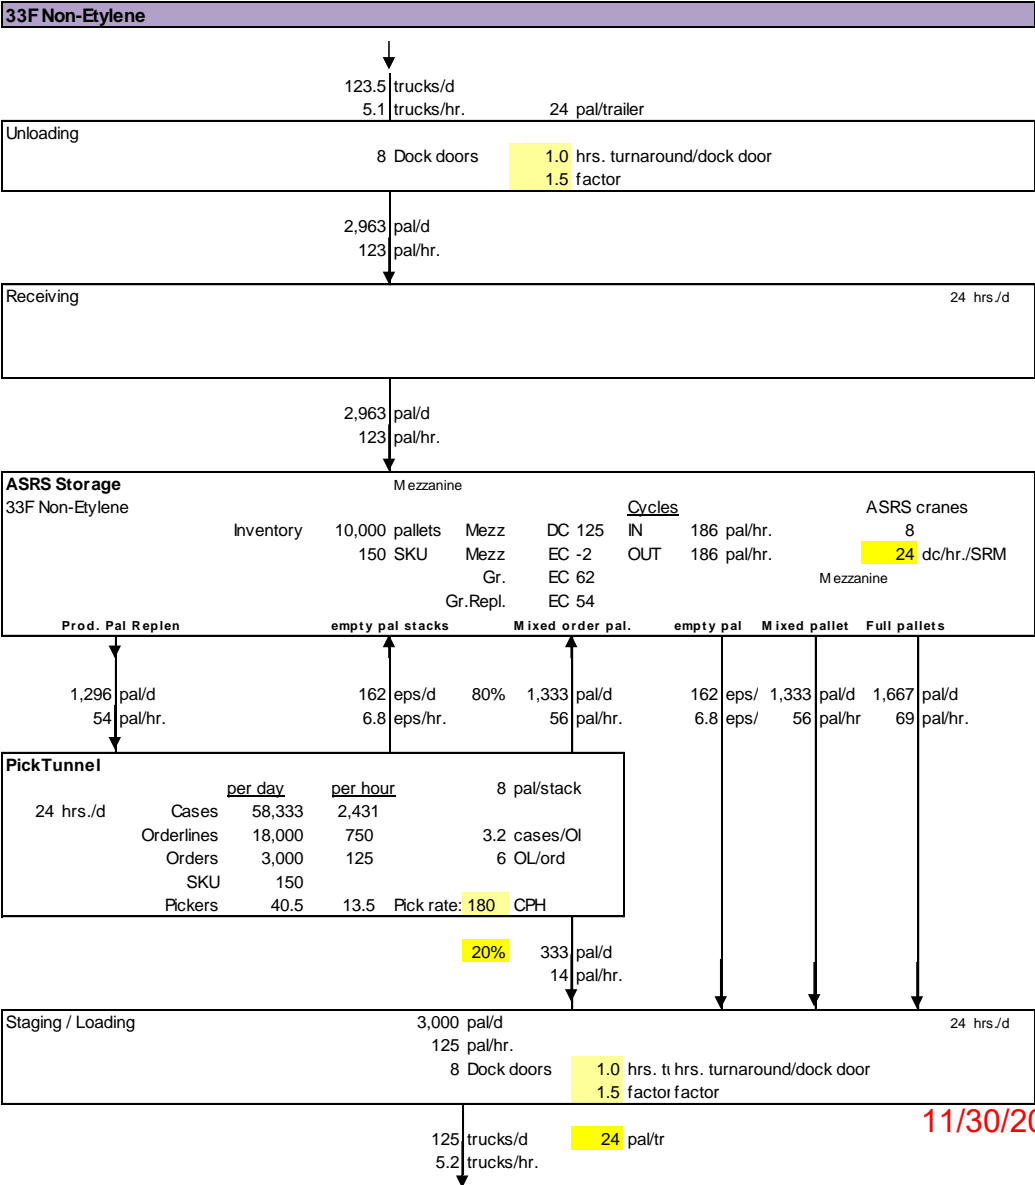 33F Non-Etylene
123.5 trucks/d
5.1 trucks/hr. 24 pal/trailer
Unloading
8 Dock doors 1.0 hrs. turnaround/dock door
1.5 factor
2,963 pal/d
123 pal/hr.
Receiving 24 hrs./d
2,963 pal/d
123 pal/hr.
ASRS Storage Mezzanine
33F Non-Etylene Cycles ASRS cranes
Inventory 10,000 pallets Mezz DC 125 IN 186 pal/hr. 8
150 SKU Mezz EC -2 OUT 186 pal/hr. 24 dc/hr./SRM
Gr. EC 62 Mezzanine
Gr.Repl. EC 54
Prod. Pal Replen empty pal stacks Mixed order pal. empty pal Mixed pallet Full pallets
1,296 pal/d 162 eps/d 80% 1,333 pal/d 162 eps/ 1,333 pal/d 1,667 pal/d
54 pal/hr. 6.8 eps/hr. 56 pal/hr. 6.8 eps/ 56 pal/hr 69 pal/hr.
PickTunnel
per day per hour 8 pal/stack
24 hrs./d Cases 58,333 2,431
Orderlines 18,000 750 3.2 cases/Ol
Orders 3,000 125 6 OL/ord
SKU 150
Pickers 40.5 13.5 Pick rate: 180 CPH
20% 333 pal/d
14 pal/hr.
Staging / Loading 3,000 pal/d 24 hrs./d
125 pal/hr.
8 Dock doors 1.0 hrs. tu hrs. turnaround/dock door
1.5 factor factor
11/30/20
125 trucks/d 24 pal/tr
5.2 trucks/hr.